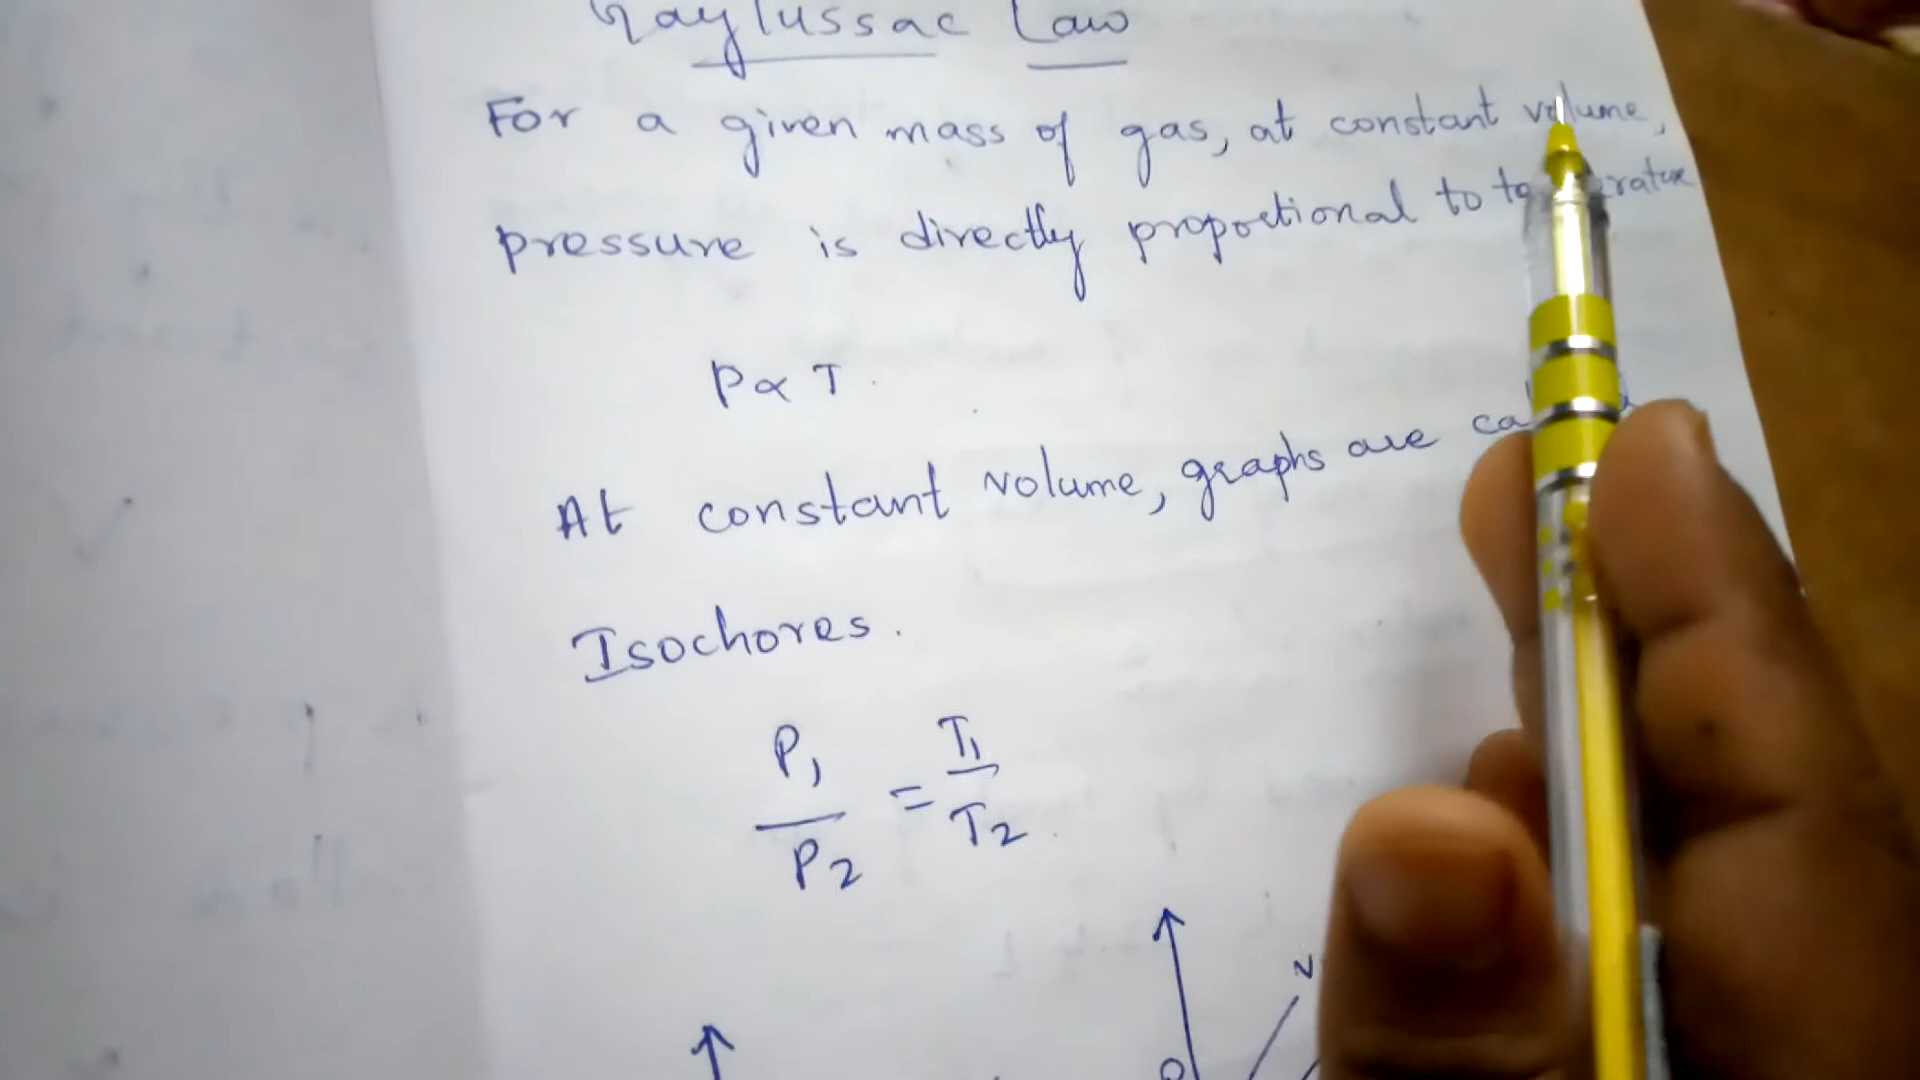 Gaylussac Law
For a given mass of gas, at constant volume,
pressure is directly proportional to
P ∝ T
At constant volume, graphs are
Isochores.
P1/P2 = T1/T2